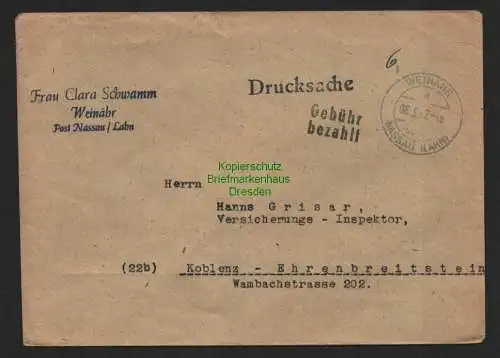 Frau Clara Schwamm
Weinähr
Post Nassau / Lahn
Drucksache
6,
Gebühr
bezahlt
WEINÄHR
NASSAU (LAHN)
Kopierschutz
Briefmarkenhaus
Dresden
Herrn
Hanns Grisar,
Versicherungs - Inspektor,
(22b) Koblenz - Ehrenbreitstein
Wambachstrasse 202.